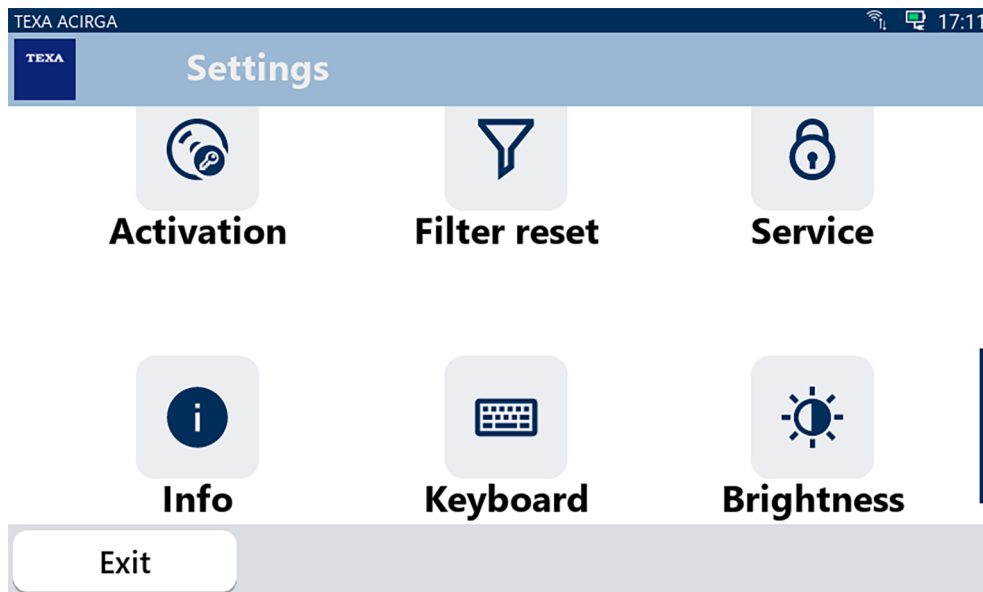 TEXA ACIRGA 17:11
TEXA
Settings
Activation Filter reset Service
Info Keyboard Brightness
Exit